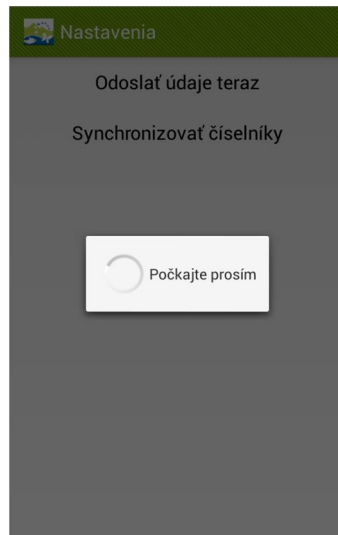 Nastavenia
Odoslať údaje teraz
Synchronizovať číselníky
Počkajte prosím